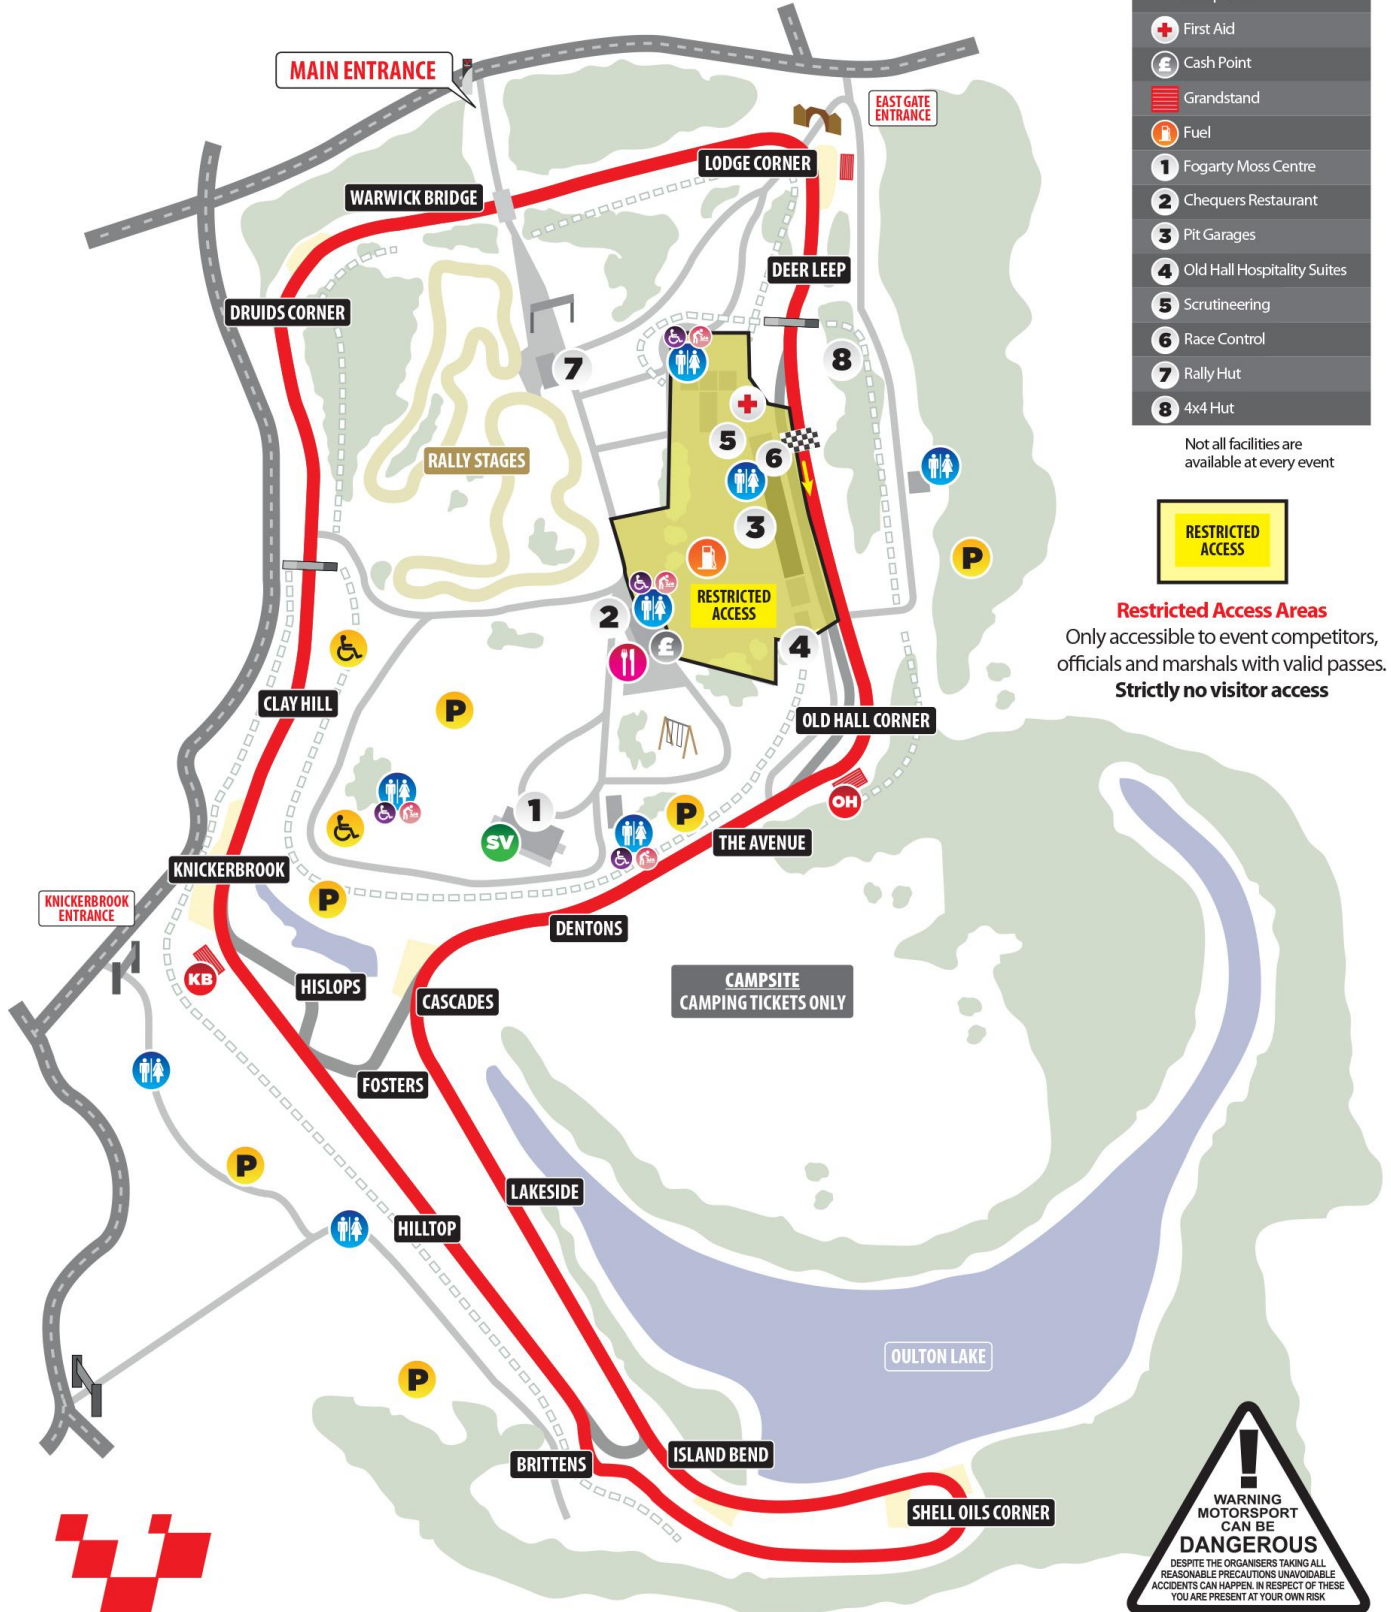 First Aid
£ Cash Point
Grandstand
Fuel
1 Fogarty Moss Centre
2 Chequers Restaurant
3 Pit Garages
4 Old Hall Hospitality Suites
5 Scrutineering
6 Race Control
7 Rally Hut
8 4x4 Hut
Not all facilities are
available at every event
RESTRICTED
ACCESS
Restricted Access Areas
Only accessible to event competitors,
officials and marshals with valid passes.
Strictly no visitor access
MAIN ENTRANCE
EAST GATE
ENTRANCE
LODGE CORNER
WARWICK BRIDGE
DEER LEEP
DRUIDS CORNER
7
8
RALLY STAGES
5
6
3
P
RESTRICTED
ACCESS
2
£
4
CLAY HILL
P
OLD HALL CORNER
OH
1
P
SV
THE AVENUE
KNICKERBROOK
KNICKERBROOK
ENTRANCE
P
DENTONS
KB
HISLOPS
CASCADES
CAMPSITE
CAMPING TICKETS ONLY
FOSTERS
P
LAKESIDE
HILLTOP
OULTON LAKE
P
BRITTENS
ISLAND BEND
SHELL OILS CORNER
!
WARNING
MOTORSPORT
CAN BE
DANGEROUS
DESPITE THE ORGANISERS TAKING ALL
REASONABLE PRECAUTIONS UNAVOIDABLE
ACCIDENTS CAN HAPPEN. IN RESPECT OF THESE
YOU ARE PRESENT AT YOUR OWN RISK